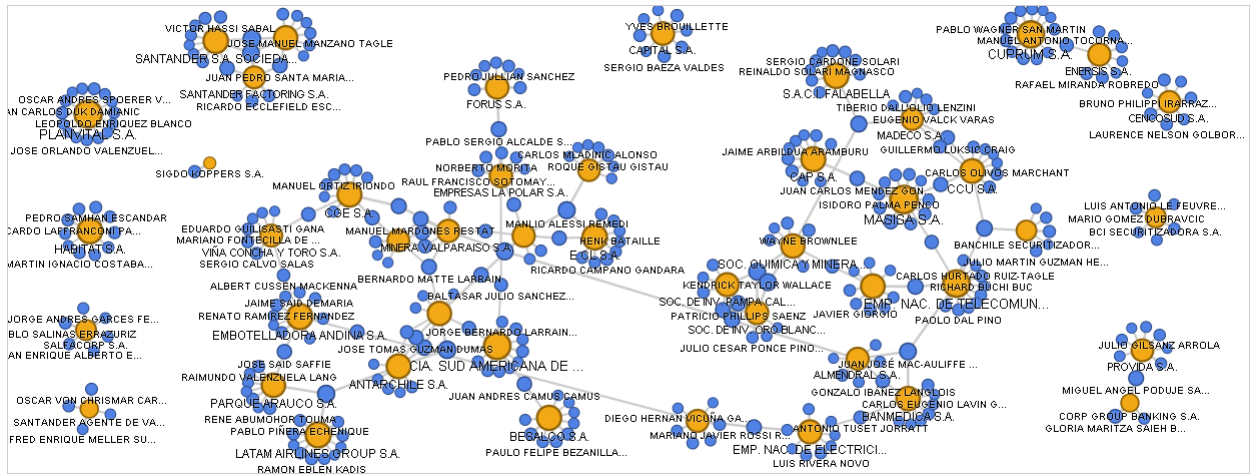 VICTOR HASSI SABAL
JOSE MANUEL MANZANO TAGLE
SANTANDER S.A. SOCIEDA...
JUAN PEDRO SANTA MARIA...
SANTANDER FACTORING S.A.
RICARDO ECCLEFIELD ESC...
YVES BROUILLETTE
CAPITAL S.A.
SERGIO BAEZA VALDES
PABLO WAGNER SAN MARTIN
MANUEL ANTONIO TOCORNA...
CUPRUM S.A.
ENERSIS S.A.
RAFAEL MIRANDA ROBREDO
BRUNO PHILIPPI IRARRAZ...
CENCOSUD S.A.
LAURENCE NELSON GOLBOR...
SERGIO CARDONE SOLARI
REINALDO SOLARI MAGNASCO
S.A.C.I. FALABELLA
TIBERIO DALL'OLIO LENZINI
EUGENIO VALCK VARAS
MADECO S.A.
GUILLERMO LUKSIC CRAIG
PEDRO JULLIAN SANCHEZ
FORUS S.A.
OSCAR ANDRES SPOERER V...
AN CARLOS DUK DAMIANIC
LEOPOLDO ENRIQUEZ BLANCO
PLANVITAL S.A.
JOSE ORLANDO VALENZUEL...
SIGDO KOPPERS S.A.
PABLO SERGIO ALCALDE S...
CARLOS MLADINIC ALONSO
NORBERTO MORITA
ROQUE GISTAU GISTAU
RAUL FRANCISCO SOTOMAY...
EMPRESAS LA POLAR S.A.
JAIME ARBILDUA ARAMBURU
CAP S.A.
CARLOS OLIVOS MARCHANT
CCU S.A.
JUAN CARLOS MENDEZ GON...
ISIDORO PALMA PENCO
MASISA S.A.
MANUEL ORTIZ IRIONDO
CGE S.A.
PEDRO SAMHAN ESCANDAR
CARDO LAFFRANCONI PA...
HABITAT S.A.
MARTIN IGNACIO COSTABA...
EDUARDO GUILISASTI GANA
MARIANO FONTECILLA DE ...
VIÑA CONCHA Y TORO S.A.
SERGIO CALVO SALAS
MANUEL MARDONES RESTAT
MINERA VALPARAISO S.A.
MANLIO ALESSI REMEDI
HENRI BATAILLE
E.CL S.A.
RICARDO CAMPANO GANDARA
WAYNE BROWNLEE
SOC. QUIMICA Y MINERA ...
LUIS ANTONIO LE FEUVRE...
MARIO GOMEZ DUBRAVCIC
BCI SECURITIZADORA S.A.
BANCHILE SECURITIZADOR...
JULIO MARTIN GUZMAN HE...
BERNARDO MATTE LARRAIN
ALBERT CUSSEN MACKENNA
BALTASAR JULIO SANCHEZ...
KENDRICK TAYLOR WALLACE
SOC. DE INV. PAMPA CAL...
PATRICIO PHILLIPS SAENZ
SOC. DE INV. ORO BLANC...
JULIO CESAR PONCE PINO...
CARLOS HURTADO RUIZ-TAGLE
RICHARD BÜCHI BUC
EMP. NAC. DE TELECOMUN...
JAVIER GIORGIO
PAOLO DAL PINO
JAIME SAID DEMARIA
RENATO RAMIREZ FERNANDEZ
EMBOTELLADORA ANDINA S.A.
JORGE BERNARDO LARRAIN...
JOSE TOMAS GUZMAN DUMAS
CIA. SUD AMERICANA DE ...
ANTARCHILE S.A.
JORGE ANDRES GARCES FE...
BLO SALINAS ERRAZURIZ
SALFACORP S.A.
AN ENRIQUE ALBERTO E...
JOSE SAID SAFFIE
RAIMUNDO VALENZUELA LANG
PARQUE ARAUCO S.A.
RENE ABUMOHOR TOUMA
PABLO PIÑERA ECHENIQUE
LATAM AIRLINES GROUP S.A.
RAMON EBLEN KADIS
JUAN ANDRES CAMUS CAMUS
BESALCO S.A.
PAULO FELIPE BEZANILLA...
JUAN JOSÉ MAC-AULIFFE ...
ALMENDRAL S.A.
GONZALO IBAÑEZ LANGLOIS
CARLOS EUGENIO LAVIN G...
BANMEDICA S.A.
DIEGO HERNAN VICUÑA GA...
MARIANO JAVIER ROSSI R...
ANTONIO TUSET JORRATT
EMP. NAC. DE ELECTRICI...
LUIS RIVERA NOVO
JULIO GILSANZ ARROLA
PROVIDA S.A.
MIGUEL ANGEL PODUJE SA...
CORP GROUP BANKING S.A.
GLORIA MARITZA SAIEH B...
OSCAR VON CHRISMAR CAR...
SANTANDER AGENTE DE VA...
FRED ENRIQUE MELLER SU...